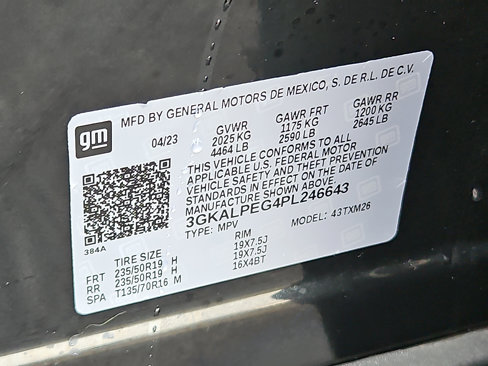 gm
MFD BY GENERAL MOTORS DE MEXICO, S. DE R.L. DE C.V.
04/23 GVWR GAWR FRT GAWR RR
2025 KG 1175 KG 1200 KG
4464 LB 2590 LB 2645 LB
THIS VEHICLE CONFORMS TO ALL
APPLICABLE U.S. FEDERAL MOTOR
VEHICLE SAFETY AND THEFT PREVENTION
STANDARDS IN EFFECT ON THE DATE OF
MANUFACTURE SHOWN ABOVE
3GKALPEG4PL246643
TYPE: MPV MODEL: 43TXM26
384A
TIRE SIZE RIM
FRT 235/50R19 H 19X7.5J
RR 235/50R19 H 19X7.5J
SPA T135/70R16 M 16X4BT